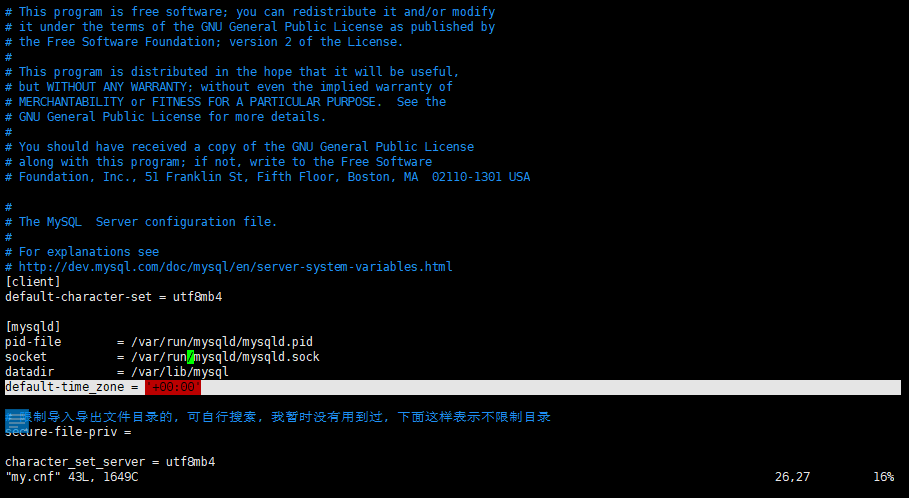 # This program is free software; you can redistribute it and/or modify
# it under the terms of the GNU General Public License as published by
# the Free Software Foundation; version 2 of the License.
#
# This program is distributed in the hope that it will be useful,
# but WITHOUT ANY WARRANTY; without even the implied warranty of
# MERCHANTABILITY or FITNESS FOR A PARTICULAR PURPOSE.  See the
# GNU General Public License for more details.
#
# You should have received a copy of the GNU General Public License
# along with this program; if not, write to the Free Software
# Foundation, Inc., 51 Franklin St, Fifth Floor, Boston, MA  02110-1301 USA
#
# The MySQL  Server configuration file.
#
# For explanations see
# http://dev.mysql.com/doc/mysql/en/server-system-variables.html
[client]
default-character-set = utf8mb4
[mysqld]
pid-file        = /var/run/mysqld/mysqld.pid
socket          = /var/run/mysqld/mysqld.sock
datadir         = /var/lib/mysql
default-time_zone = '+00:00'
制导入导出文件目录的，可自行搜索，我暂时没有用到过，下面这样表示不限制目录
secure-file-priv =
character_set_server = utf8mb4
"my.cnf" 43L, 1649C 26,27 16%